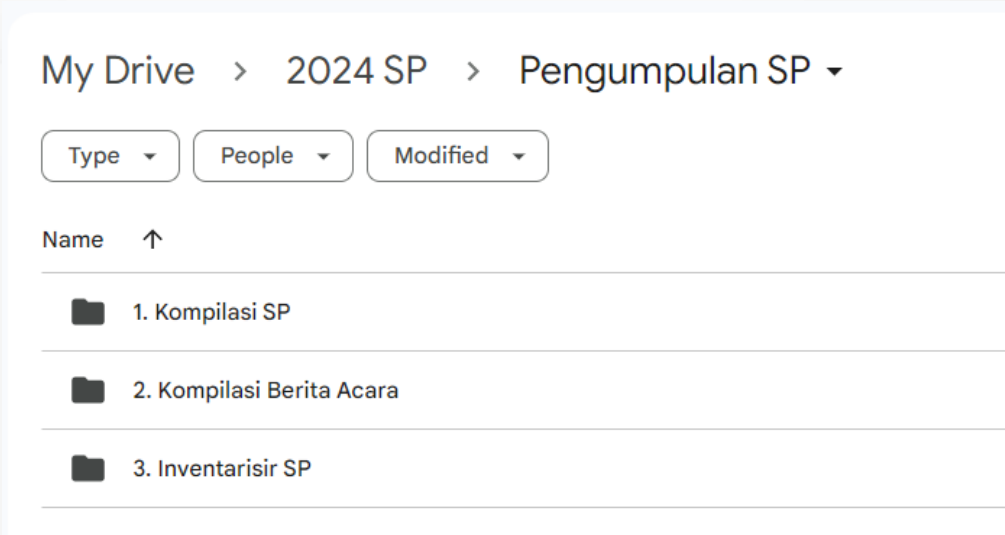 My Drive > 2024 SP > Pengumpulan SP
Type People Modified
Name
1. Kompilasi SP
2. Kompilasi Berita Acara
3. Inventarisir SP